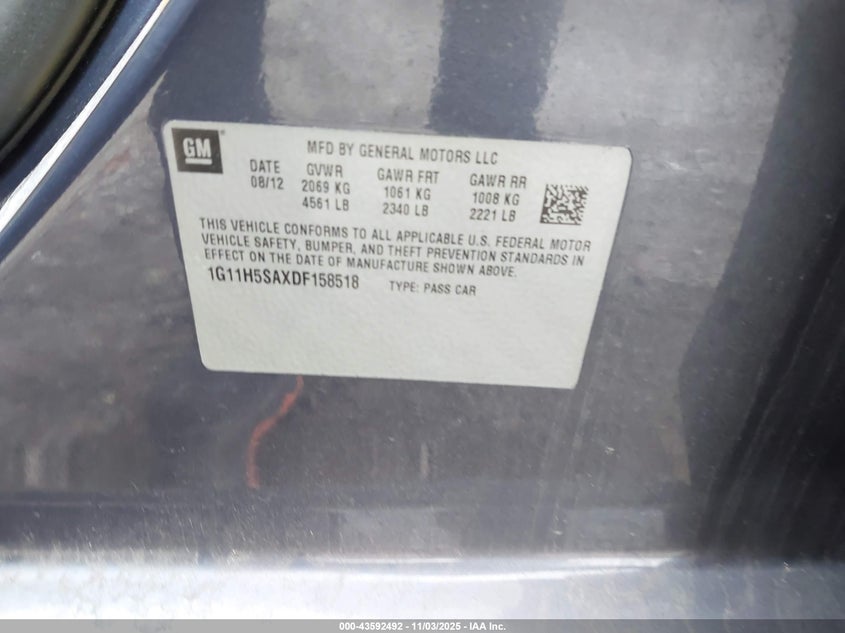 GM
MFD BY GENERAL MOTORS LLC
DATE GVWR GAWR FRT GAWR RR
08/12 2069 KG 1061 KG 1008 KG
4561 LB 2340 LB 2221 LB
THIS VEHICLE CONFORMS TO ALL APPLICABLE U.S. FEDERAL MOTOR
VEHICLE SAFETY, BUMPER, AND THEFT PREVENTION STANDARDS IN
EFFECT ON THE DATE OF MANUFACTURE SHOWN ABOVE.
1G11H5SAXDF158518 TYPE: PASS CAR
000-43592492 - 11/03/2025 - IAA Inc.